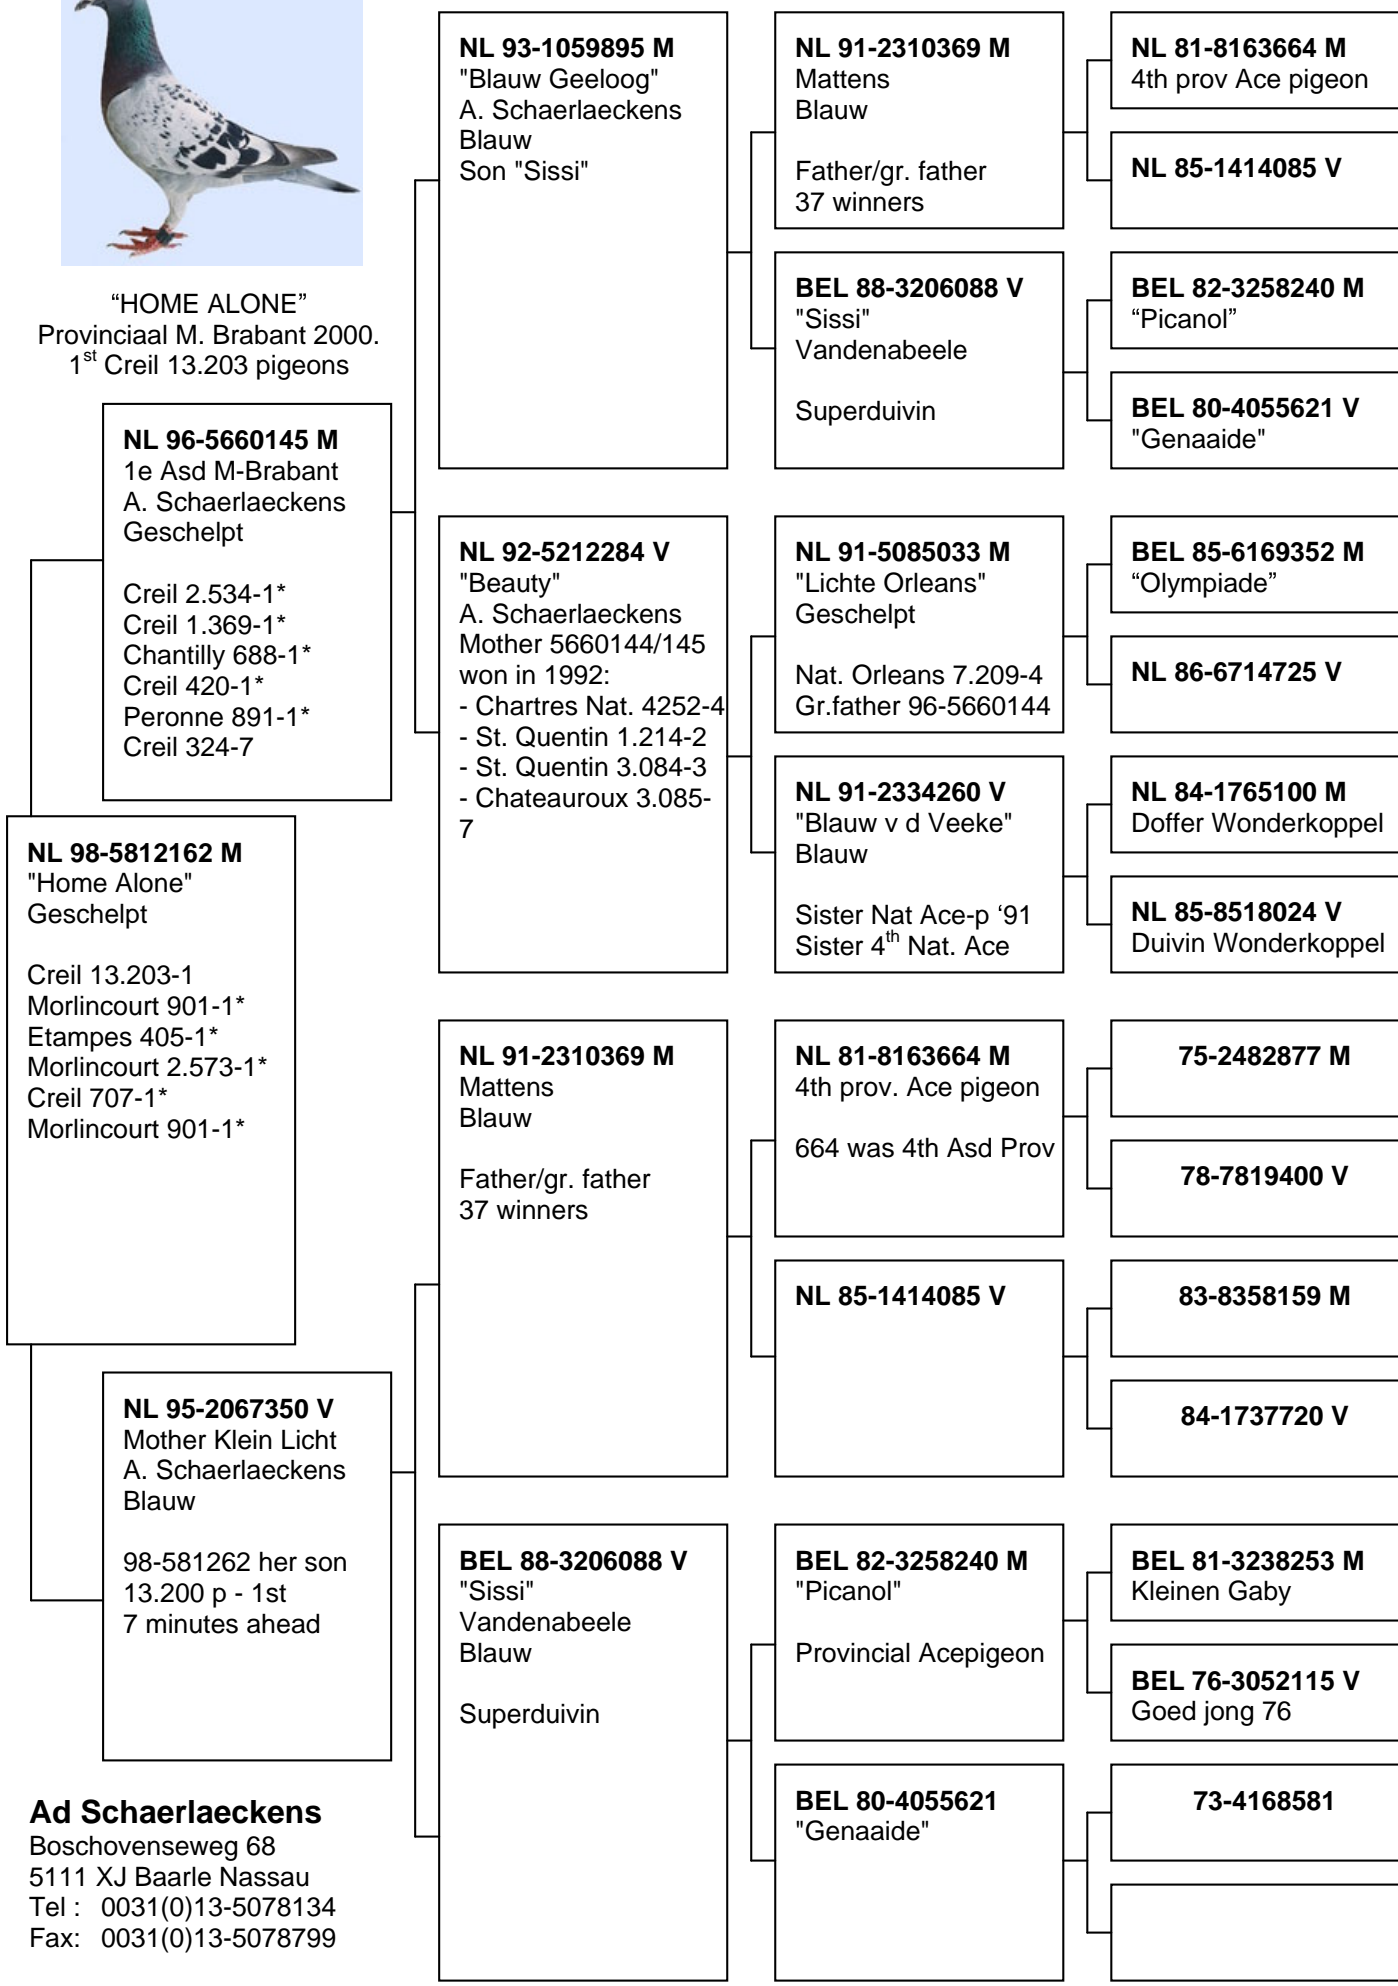 “HOME ALONE”
Provinciaal M. Brabant 2000.
1st Creil 13.203 pigeons
NL 98-5812162 M
"Home Alone"
Geschelpt
Creil 13.203-1
Morlincourt 901-1*
Etampes 405-1*
Morlincourt 2.573-1*
Creil 707-1*
Morlincourt 901-1*
NL 96-5660145 M
1e Asd M-Brabant
A. Schaerlaeckens
Geschelpt
Creil 2.534-1*
Creil 1.369-1*
Chantilly 688-1*
Creil 420-1*
Peronne 891-1*
Creil 324-7
NL 95-2067350 V
Mother Klein Licht
A. Schaerlaeckens
Blauw
98-581262 her son
13.200 p - 1st
7 minutes ahead
NL 93-1059895 M
"Blauw Geeloog"
A. Schaerlaeckens
Blauw
Son "Sissi"
NL 92-5212284 V
"Beauty"
A. Schaerlaeckens
Mother 5660144/145
won in 1992:
- Chartres Nat. 4252-4
- St. Quentin 1.214-2
- St. Quentin 3.084-3
- Chateauroux 3.085-
7
NL 91-2310369 M
Mattens
Blauw
Father/gr. father
37 winners
BEL 88-3206088 V
"Sissi"
Vandenabeele
Blauw
Superduivin
NL 91-2310369 M
Mattens
Blauw
Father/gr. father
37 winners
BEL 88-3206088 V
"Sissi"
Vandenabeele
Superduivin
NL 91-5085033 M
"Lichte Orleans"
Geschelpt
Nat. Orleans 7.209-4
Gr.father 96-5660144
NL 91-2334260 V
"Blauw v d Veeke"
Blauw
Sister Nat Ace-p ‘91
Sister 4th Nat. Ace
NL 81-8163664 M
4th prov. Ace pigeon
664 was 4th Asd Prov
NL 85-1414085 V
BEL 82-3258240 M
"Picanol"
Provincial Acepigeon
BEL 80-4055621
"Genaaide"
NL 81-8163664 M
4th prov Ace pigeon
NL 85-1414085 V
BEL 82-3258240 M
“Picanol”
BEL 80-4055621 V
"Genaaide"
BEL 85-6169352 M
“Olympiade”
NL 86-6714725 V
NL 84-1765100 M
Doffer Wonderkoppel
NL 85-8518024 V
Duivin Wonderkoppel
75-2482877 M
78-7819400 V
83-8358159 M
84-1737720 V
BEL 81-3238253 M
Kleinen Gaby
BEL 76-3052115 V
Goed jong 76
73-4168581
Ad Schaerlaeckens
Boschovenseweg 68
5111 XJ Baarle Nassau
Tel : 0031(0)13-5078134
Fax: 0031(0)13-5078799